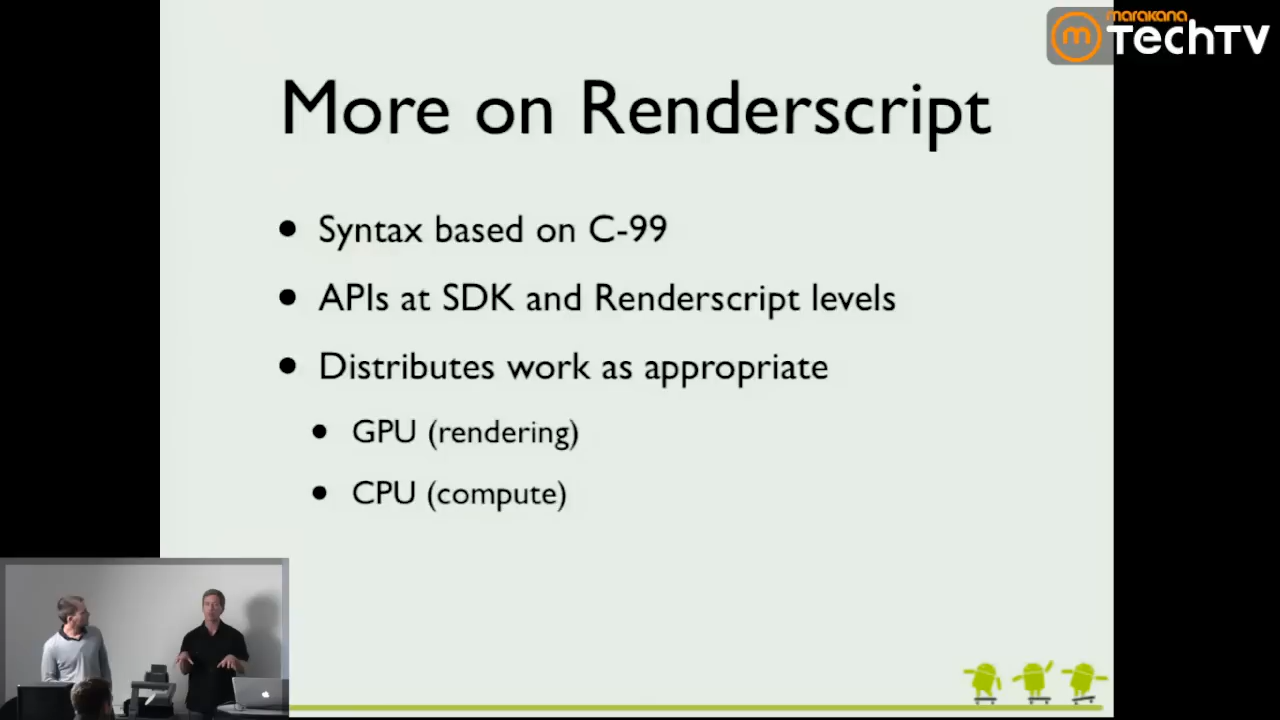 marakana
m TechTV
More on Renderscript
• Syntax based on C-99
• APIs at SDK and Renderscript levels
• Distributes work as appropriate
• GPU (rendering)
• CPU (compute)